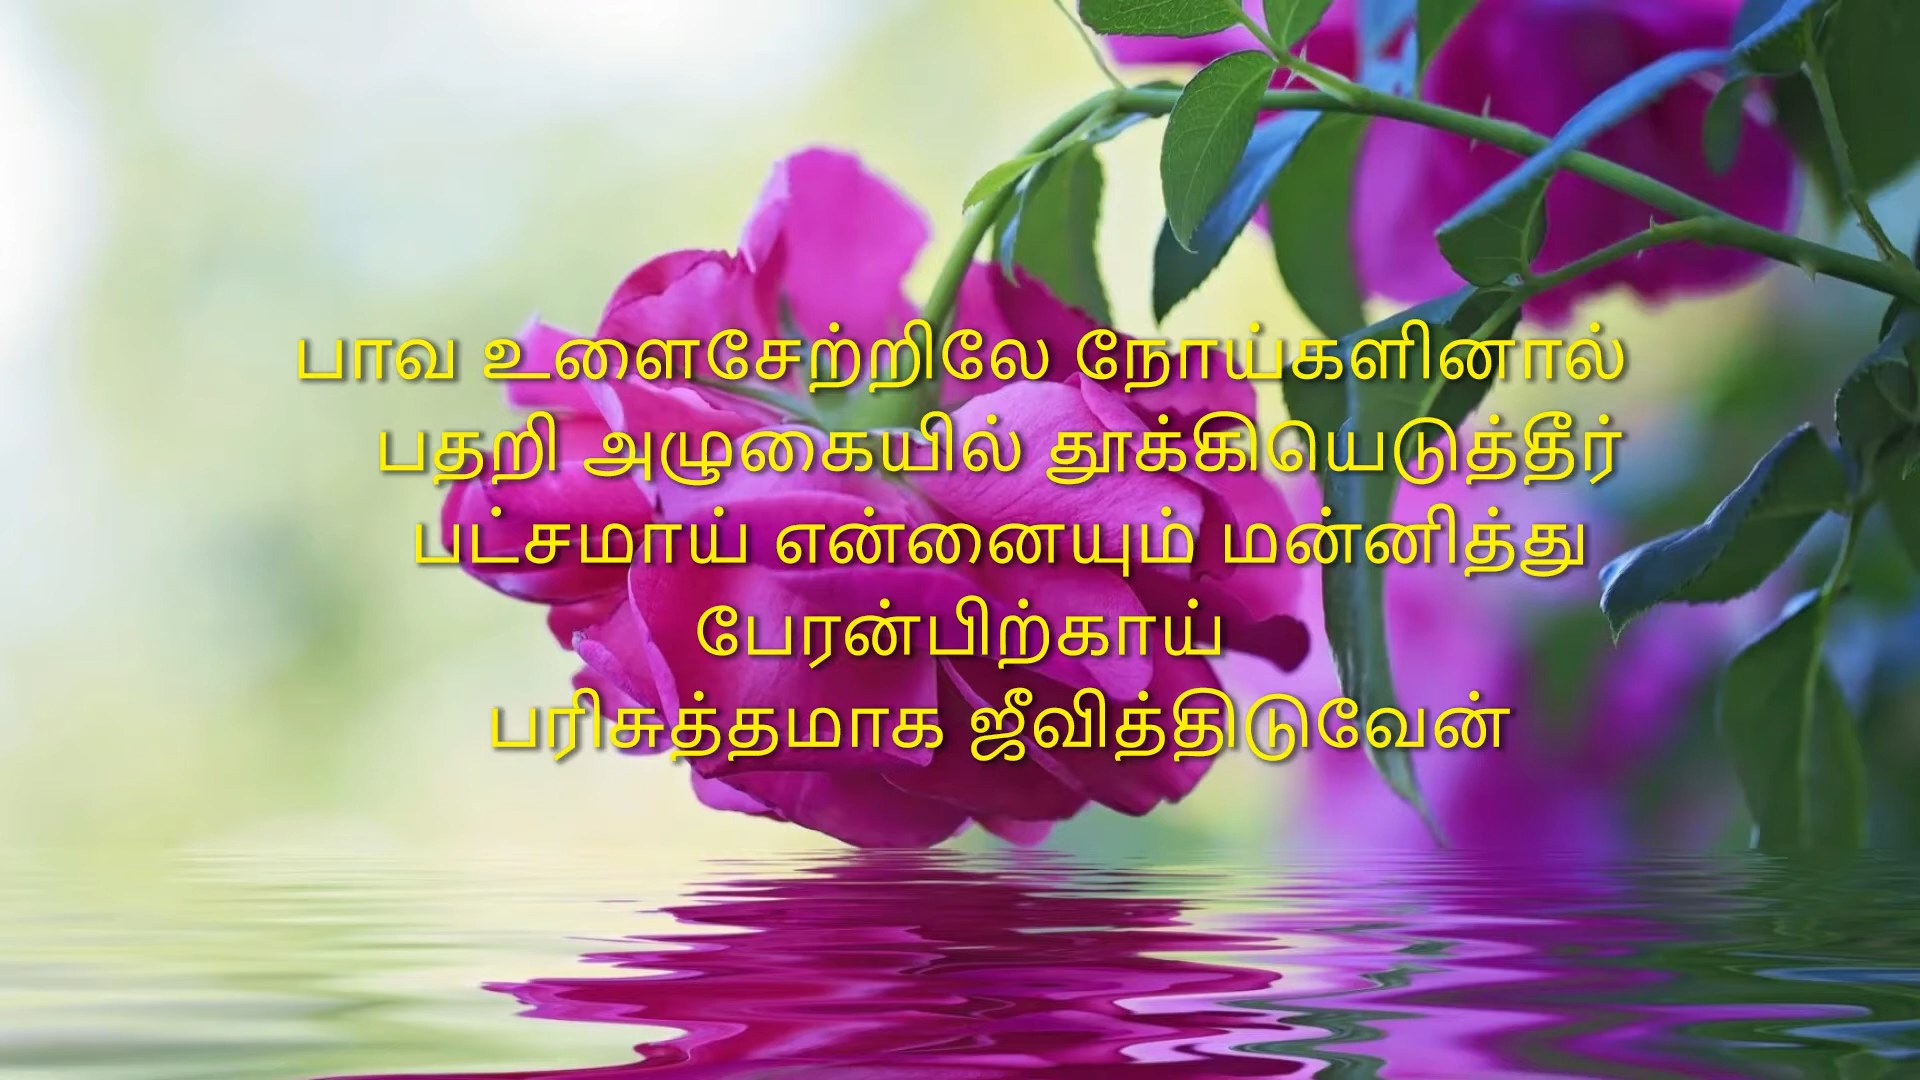 பாவ உளைசேற்றிலே நோய்களினால்
பதறி அழுகையில் தூக்கியெடுத்தீர்
பட்சமாய் என்னையும் மன்னித்து
பேரன்பிற்காய்
பரிசுத்தமாக ஜீவித்திடுவேன்